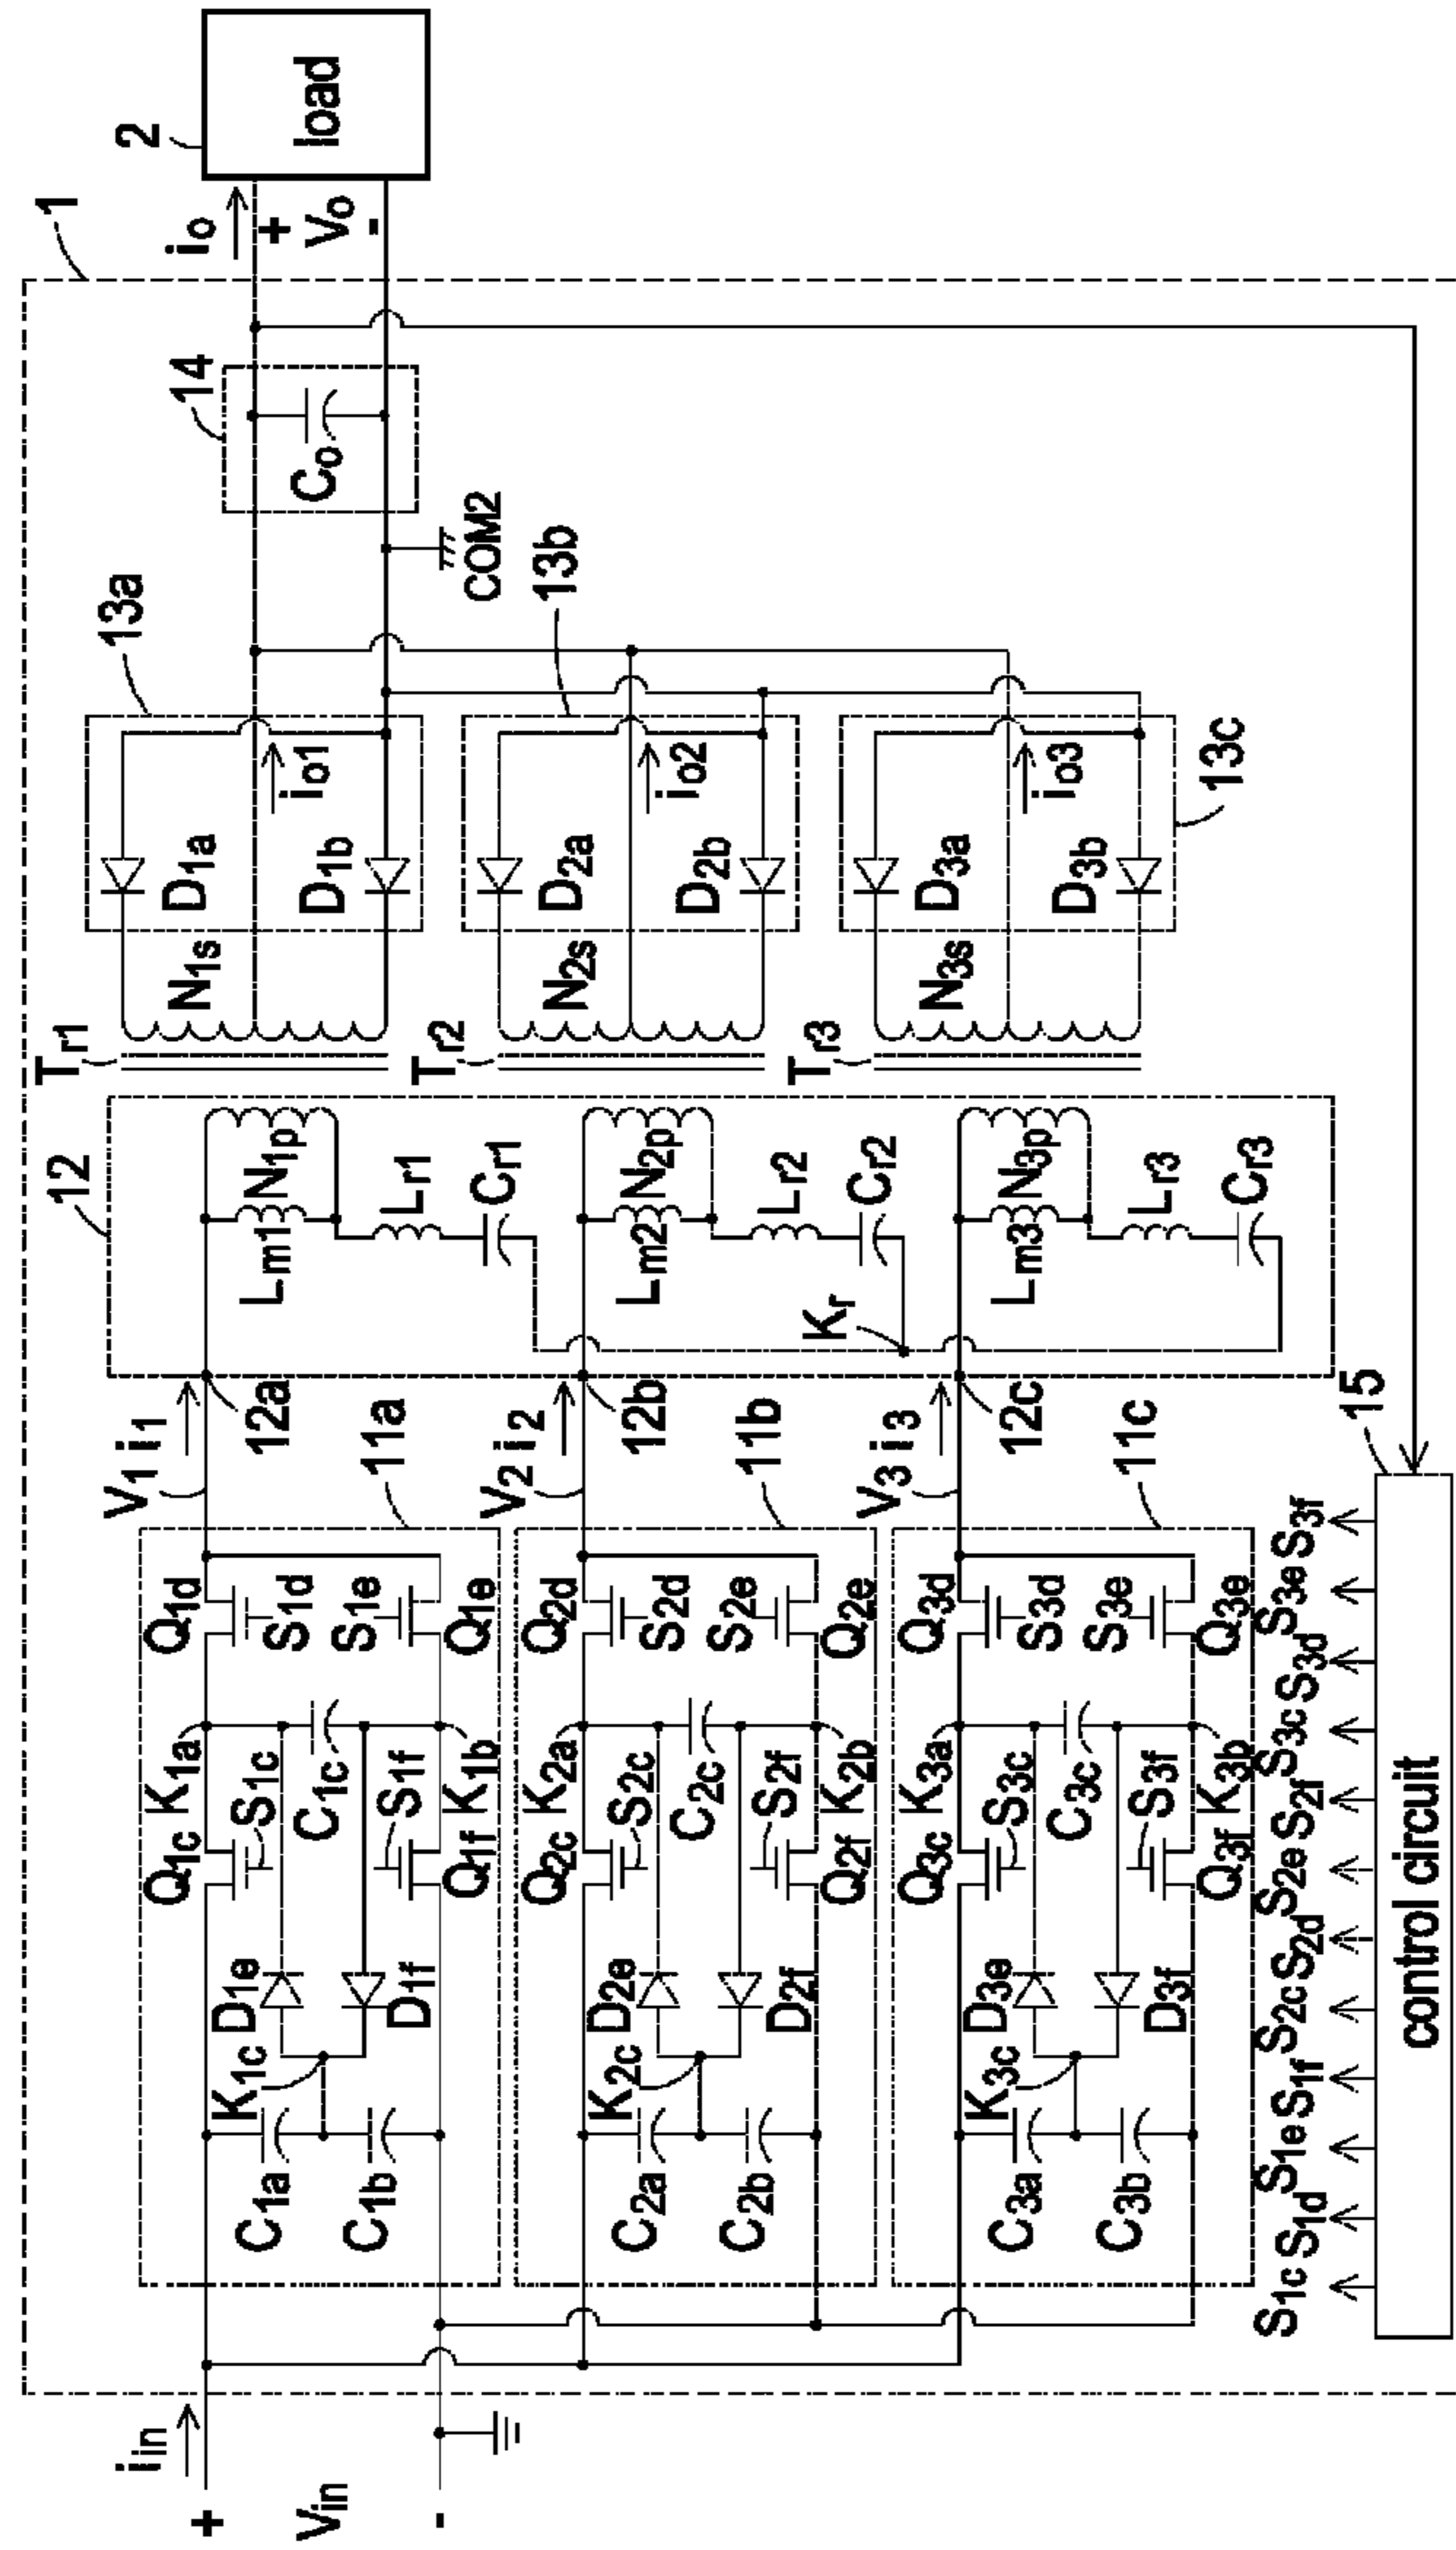 1
2
load
io
+
Vo
-
14
Co
COM2
13a
D1a
D1b
io1
N1s
Tr1
13b
D2a
D2b
io2
N2s
Tr2
13c
D3a
D3b
io3
N3s
Tr3
12
N1p
Lm1
Lr1
Cr1
N2p
Lm2
Lr2
Cr2
N3p
Lm3
Lr3
Cr3
Kr
V1 i1
12a
11a
V2 i2
12b
11b
V3 i3
12c
11c
Q1d
S1d
S1e
Q1e
K1a
C1c
K1b
Q1c
S1c
S1f
Q1f
D1e
D1f
K1c
C1a
C1b
Q2d
S2d
S2e
Q2e
K2a
C2c
K2b
Q2c
S2c
S2f
Q2f
D2e
D2f
K2c
C2a
C2b
Q3d
S3d
S3e
Q3e
K3a
C3c
K3b
Q3c
S3c
S3f
Q3f
D3e
D3f
K3c
C3a
C3b
iin
+
Vin
-
S1c S1d S1e S1f S2c S2d S2e S2f S3c S3d S3e S3f
15
control circuit